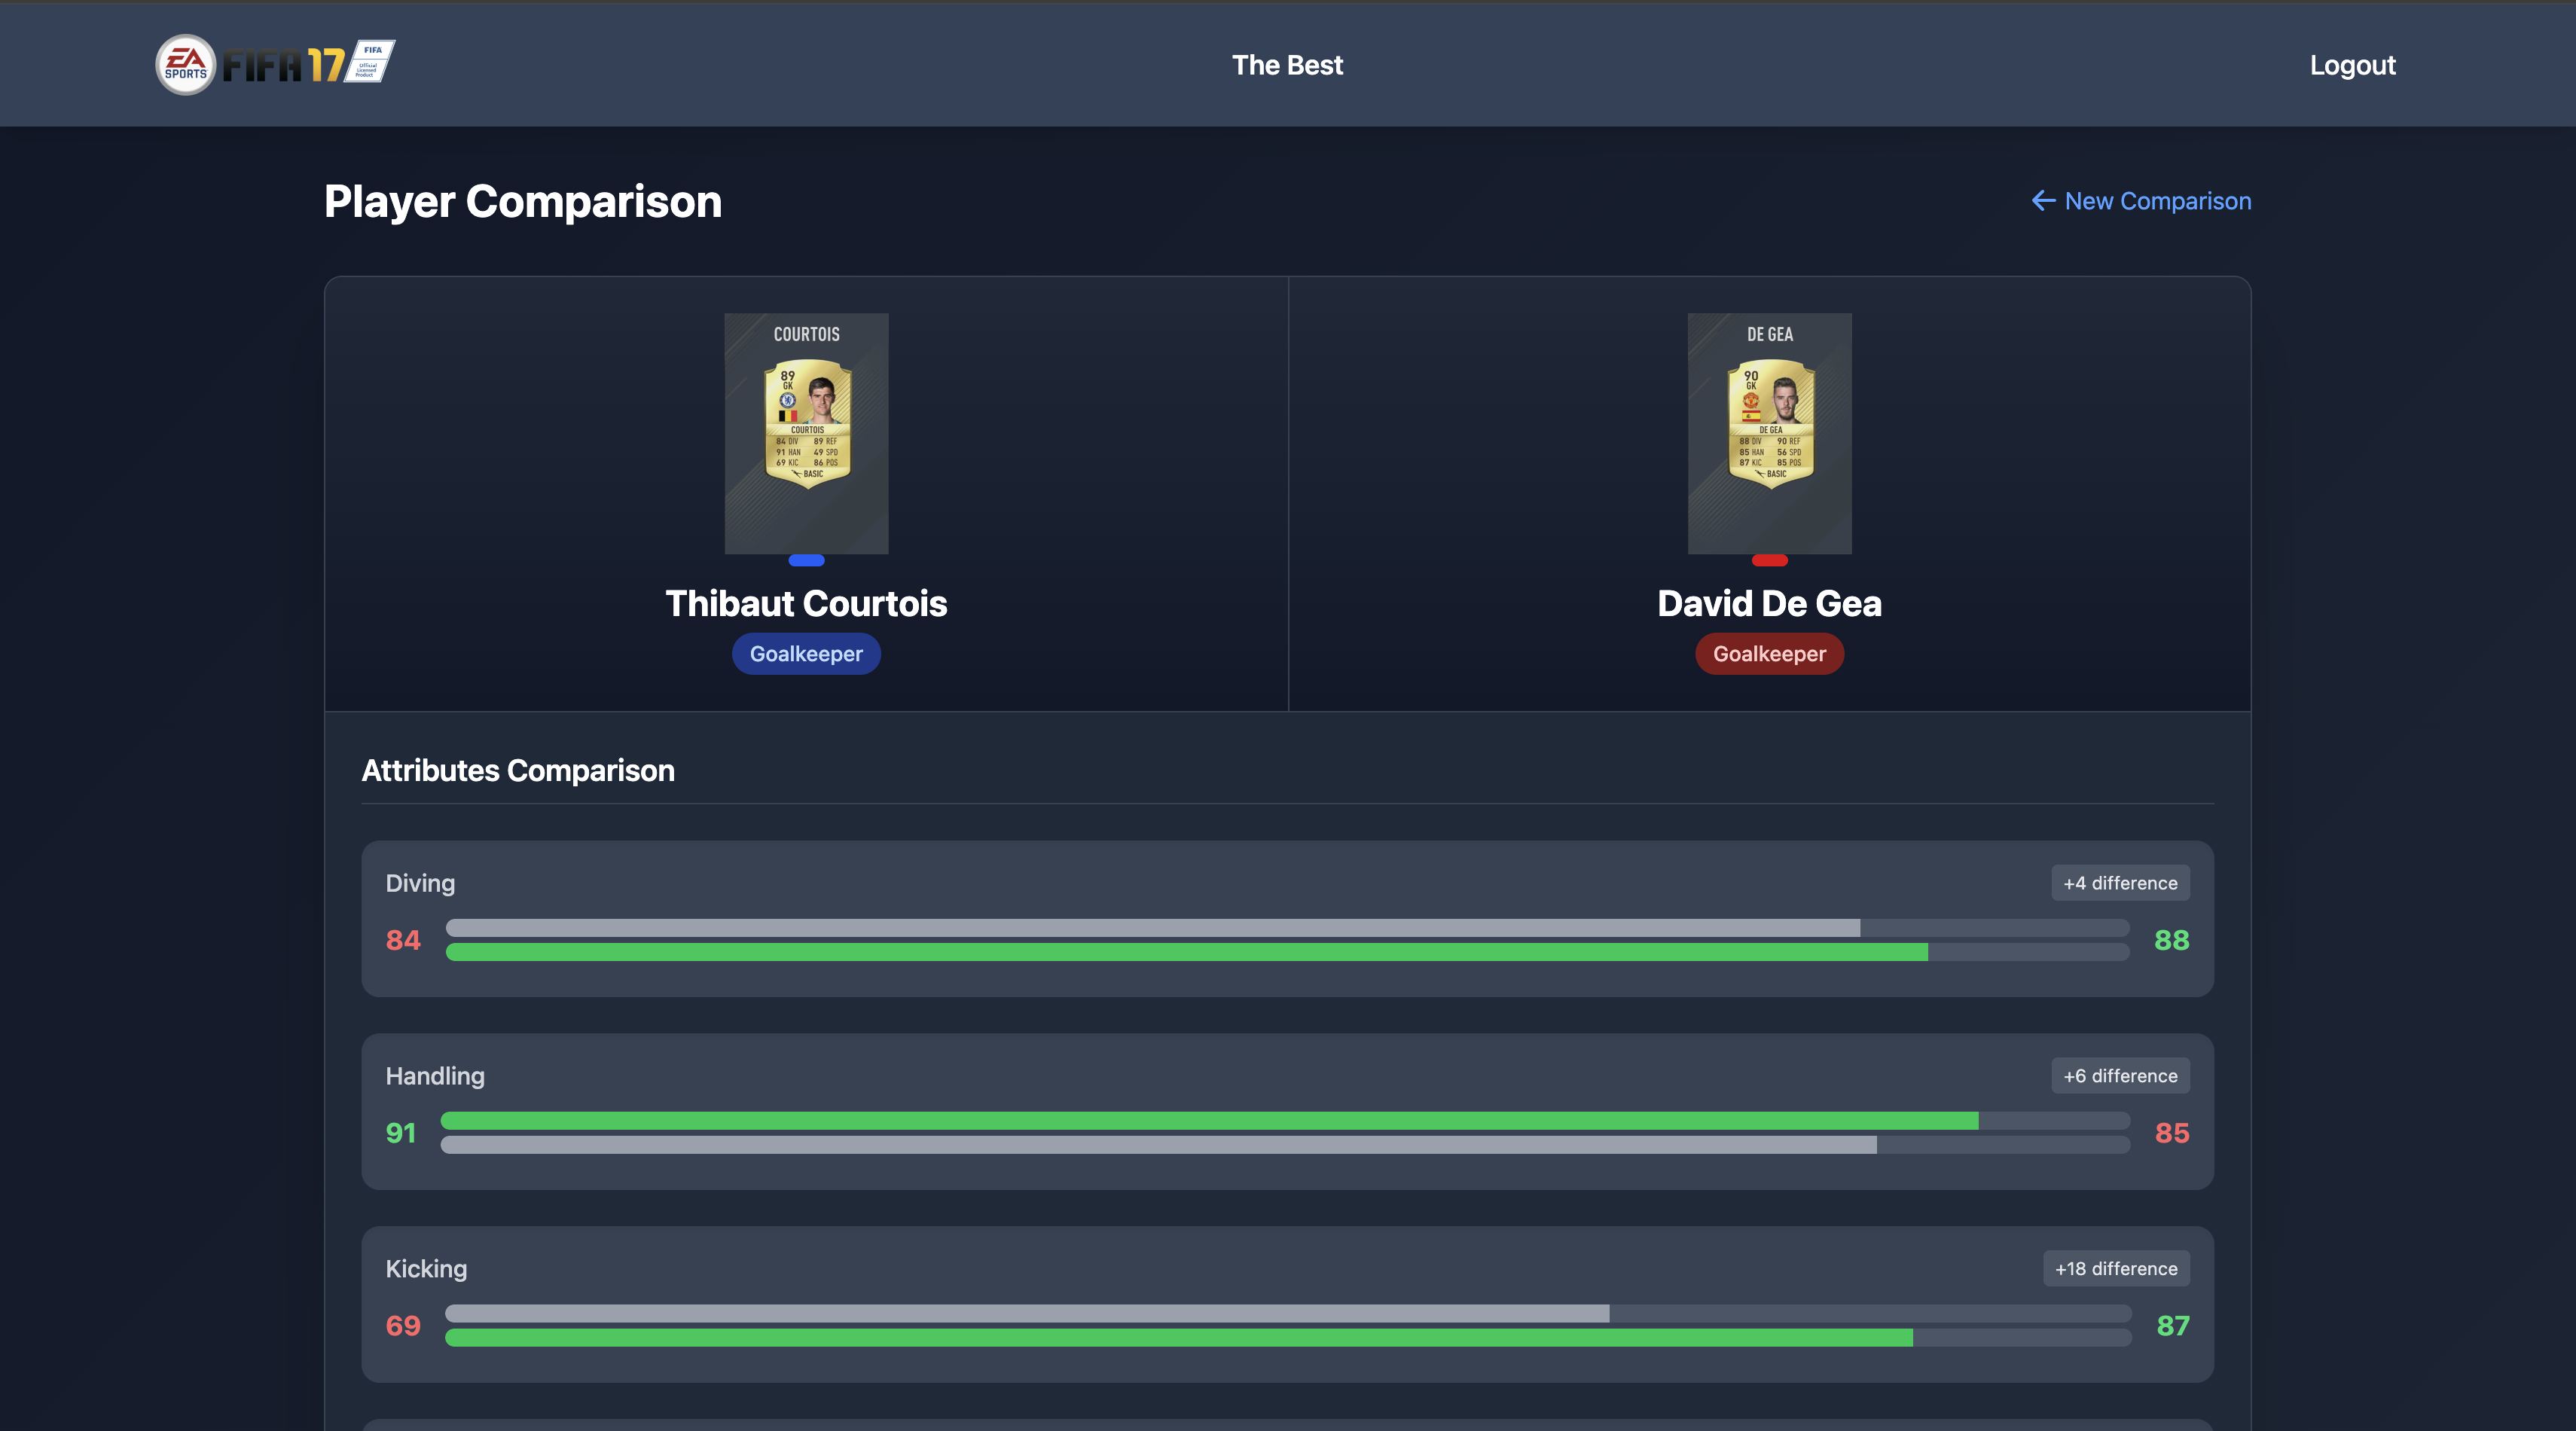 EA
SPORTS
FIFA 17
FIFA
Official
Licensed
Product
The Best
Logout
Player Comparison
← New Comparison
COURTOIS
89
GK
COURTOIS
84 DIV 89 REF
91 HAN 49 SPD
69 KIC 86 POS
BASIC
Thibaut Courtois
Goalkeeper
DE GEA
90
GK
DE GEA
88 DIV 90 REF
85 HAN 56 SPD
87 KIC 85 POS
BASIC
David De Gea
Goalkeeper
Attributes Comparison
Diving
+4 difference
84
88
Handling
+6 difference
91
85
Kicking
+18 difference
69
87